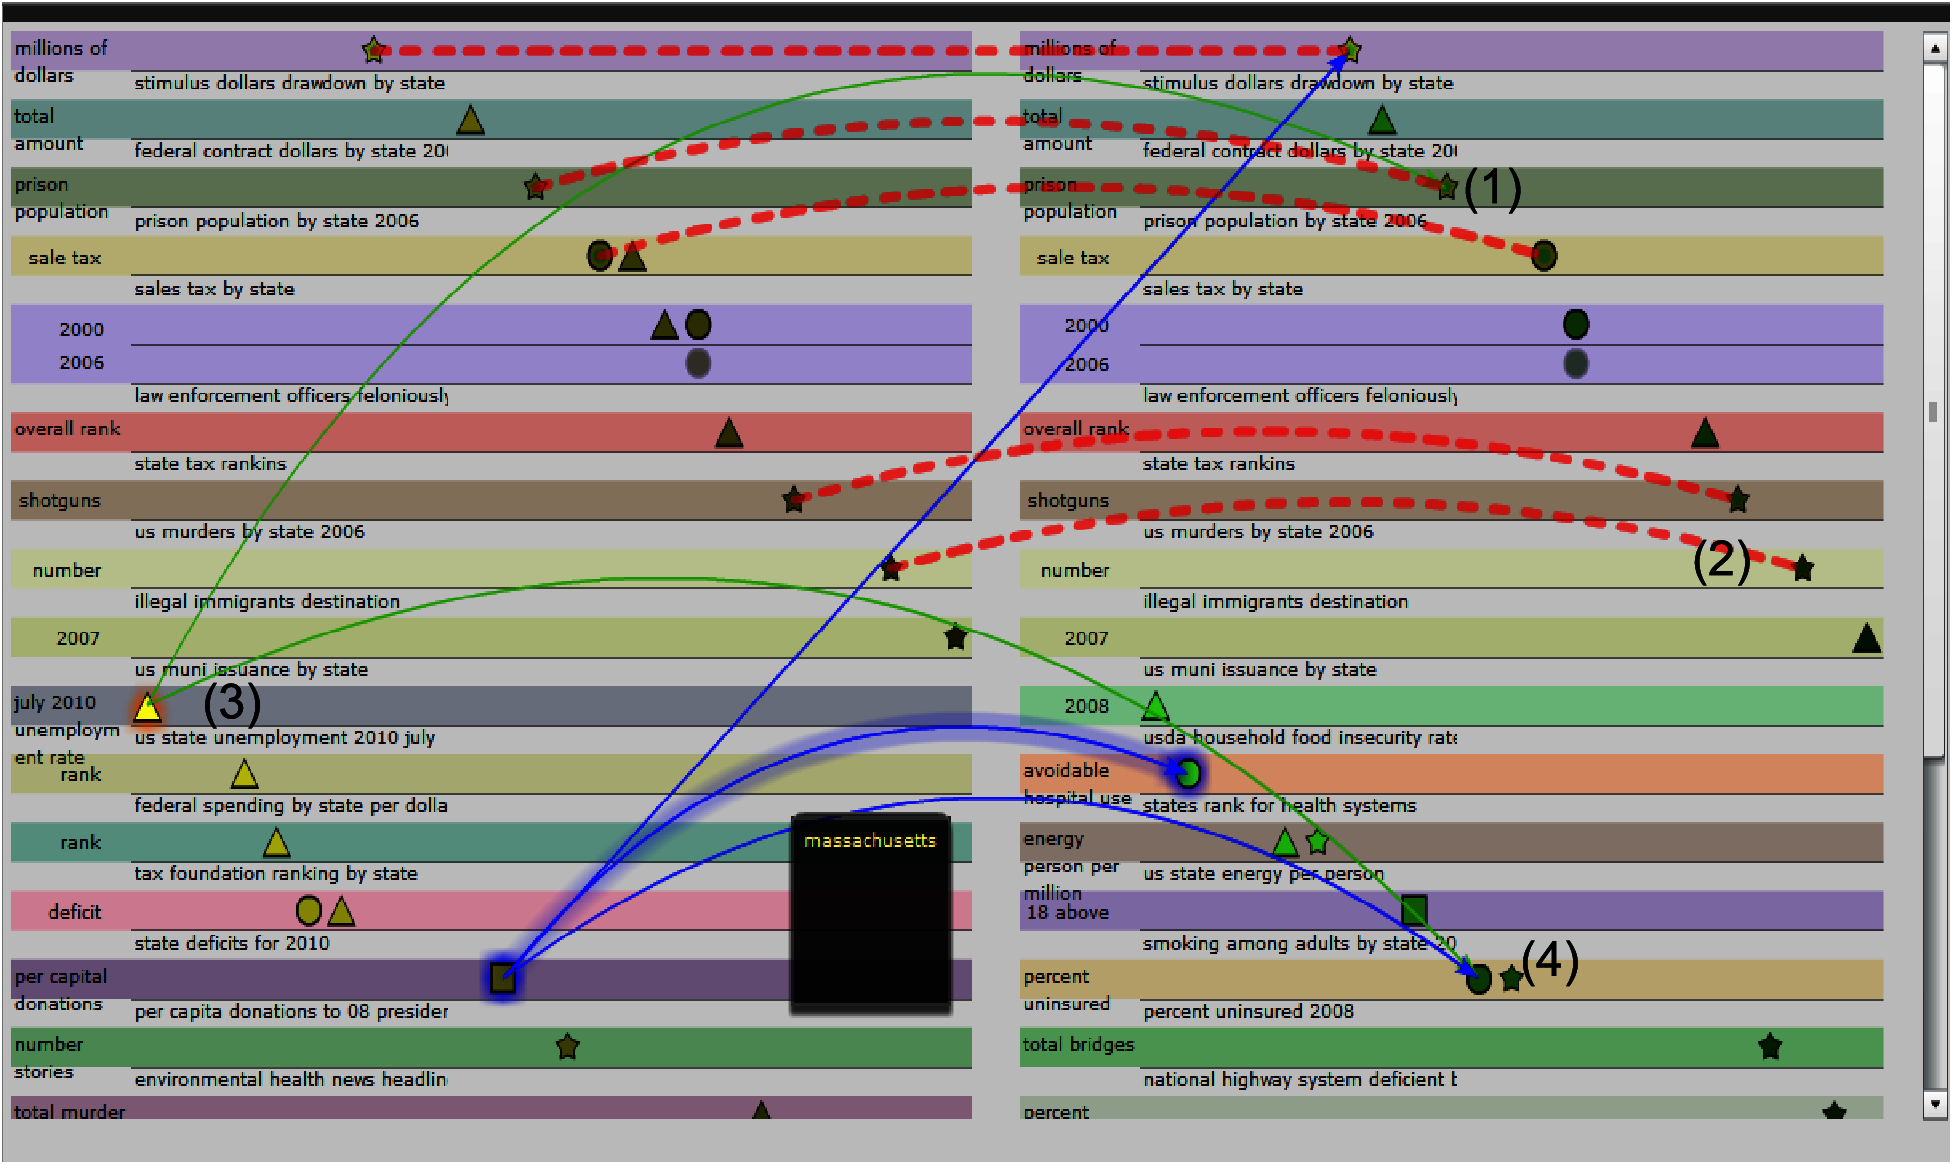 millions of
dollars
stimulus dollars drawdown by state
total
amount
federal contract dollars by state 20
prison
population
prison population by state 2006
sale tax
sales tax by state
2000
2006
law enforcement officers feloniously
overall rank
state tax rankins
shotguns
us murders by state 2006
number
illegal immigrants destination
2007
us muni issuance by state
july 2010
unemploym
ent rate
(3)
us state unemployment 2010 july
rank
federal spending by state per dolla
rank
tax foundation ranking by state
deficit
state deficits for 2010
per capital
donations
per capita donations to 08 presiden
number
stories
environmental health news headlin
total murder
massachusetts
millions of
dollars
stimulus dollars drawdown by state
total
amount
federal contract dollars by state 20
prison
population
(1)
prison population by state 2006
sale tax
sales tax by state
2000
2006
law enforcement officers feloniously
overall rank
state tax rankins
shotguns
us murders by state 2006
number
(2)
illegal immigrants destination
2007
us muni issuance by state
2008
usda household food insecurity rate
avoidable
hospital use
states rank for health systems
energy
person per
million
us state energy per person
18 above
smoking among adults by state 20
percent
uninsured
(4)
percent uninsured 2008
total bridges
national highway system deficient b
percent